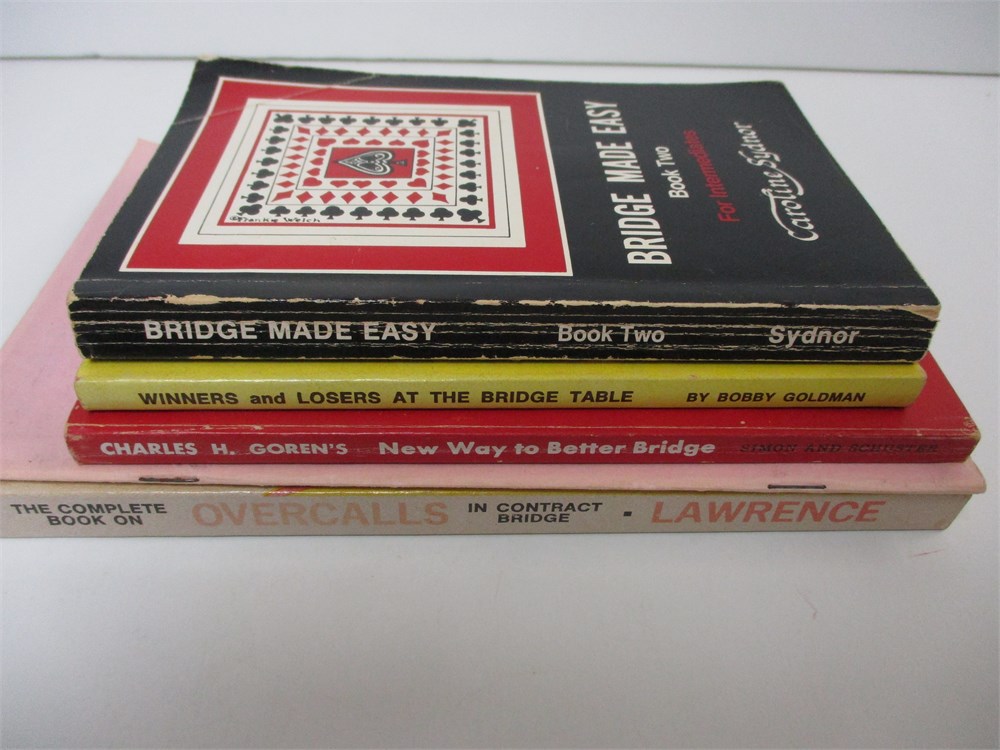 BRIDGE MADE EASY
Book Two
For Intermediates
Caroline Sydnor
Frankie Welch
BRIDGE MADE EASY Book Two Sydnor
WINNERS and LOSERS AT THE BRIDGE TABLE BY BOBBY GOLDMAN
CHARLES H. GOREN'S New Way to Better Bridge SIMON AND SCHUSTER
THE COMPLETE BOOK ON OVERCALLS IN CONTRACT BRIDGE ▪ LAWRENCE